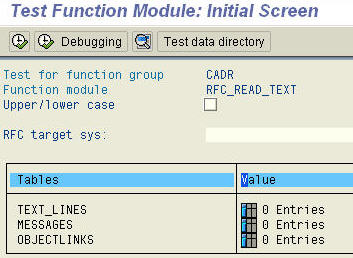 Test Function Module: Initial Screen
Debugging Test data directory
Test for function group CADR
Function module RFC_READ_TEXT
Upper/lower case
RFC target sys:
Tables Value
TEXT_LINES 0 Entries
MESSAGES 0 Entries
OBJECTLINKS 0 Entries